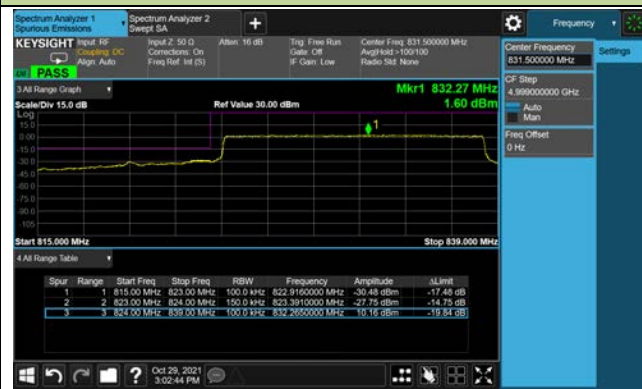 Spectrum Analyzer 1
Spurious Emissions
Spectrum Analyzer 2
Swept SA
Frequency
KEYSIGHT
Input: RF
Coupling: DC
Align: Auto
Input Z: 50 Ω
Corrections: On
Freq Ref: Int (S)
Atten: 16 dB
Trig: Free Run
Gate: Off
IF Gain: Low
Center Freq: 831.500000 MHz
Avg|Hold:>100/100
Radio Std: None
PASS
Center Frequency
831.500000 MHz
Settings
CF Step
4.999000000 GHz
Auto
Man
Freq Offset
0 Hz
3 All Range Graph
Mkr1 832.27 MHz
Scale/Div 15.0 dB
Ref Value 30.00 dBm
1.60 dBm
Log
15.0
0.00
-15.0
-30.0
-45.0
-60.0
-75.0
-90.0
-105
1
Start 815.000 MHz
Stop 839.000 MHz
4 All Range Table
Spur Range Start Freq Stop Freq RBW Frequency Amplitude ΔLimit
1 1 815.00 MHz 823.00 MHz 100.0 kHz 822.9160000 MHz -30.48 dBm -17.48 dB
2 2 823.00 MHz 824.00 MHz 150.0 kHz 823.3910000 MHz -27.75 dBm -14.75 dB
3 3 824.00 MHz 839.00 MHz 100.0 kHz 832.2650000 MHz 10.16 dBm -19.84 dB
Oct 29, 2021
3:02:44 PM